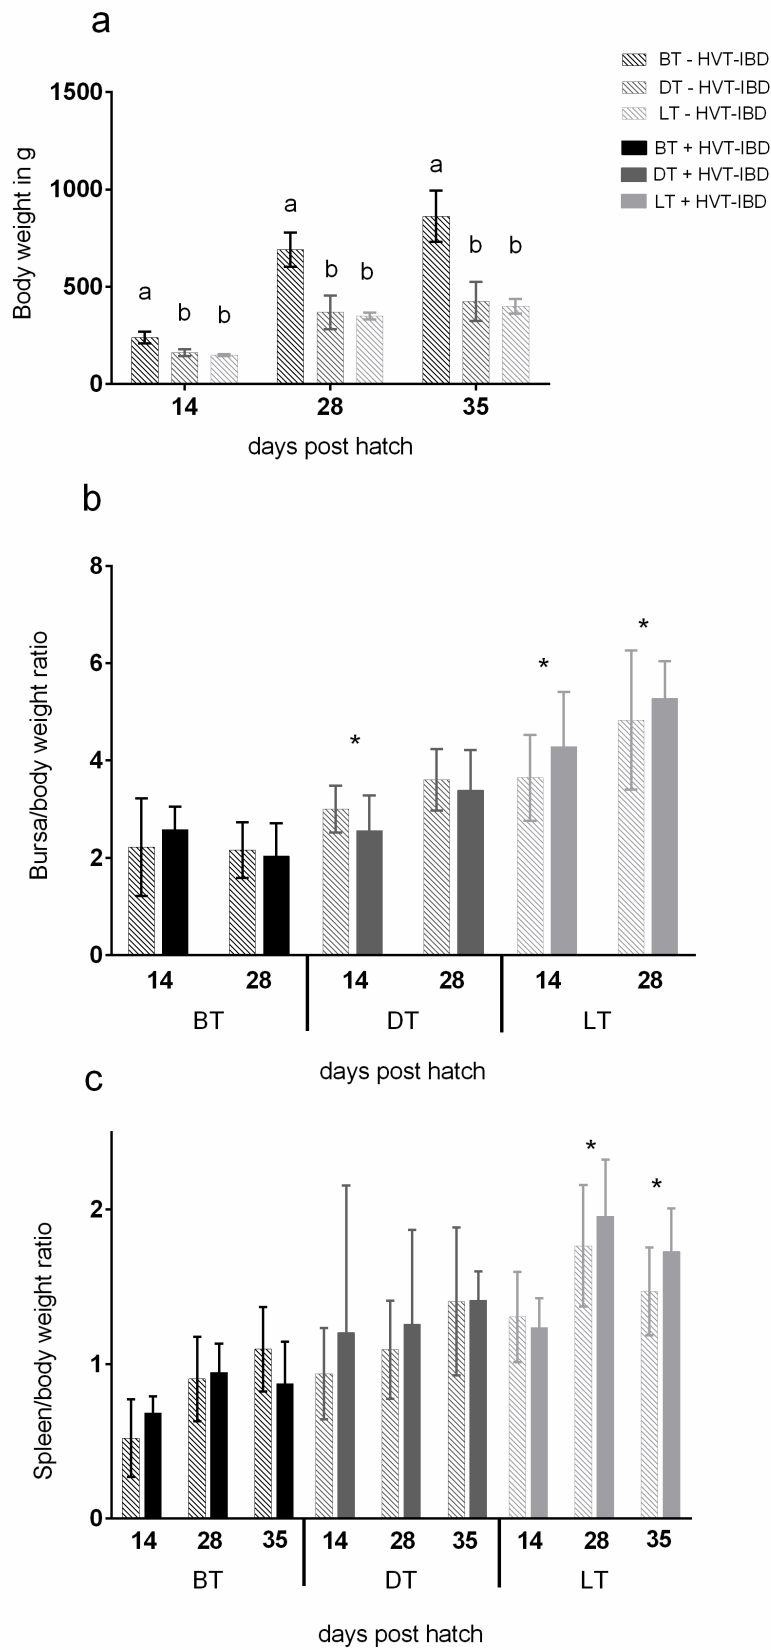 a
BT - HVT-IBD
DT - HVT-IBD
LT - HVT-IBD
BT + HVT-IBD
DT + HVT-IBD
LT + HVT-IBD
Body weight in g
1500
1000
500
0
a b b
a b b
a b b
14 28 35
days post hatch
b
Bursa/body weight ratio
8
6
4
2
0
* * *
14 28 14 28 14 28
BT DT LT
days post hatch
c
Spleen/body weight ratio
2
1
0
* *
14 28 35 14 28 35 14 28 35
BT DT LT
days post hatch